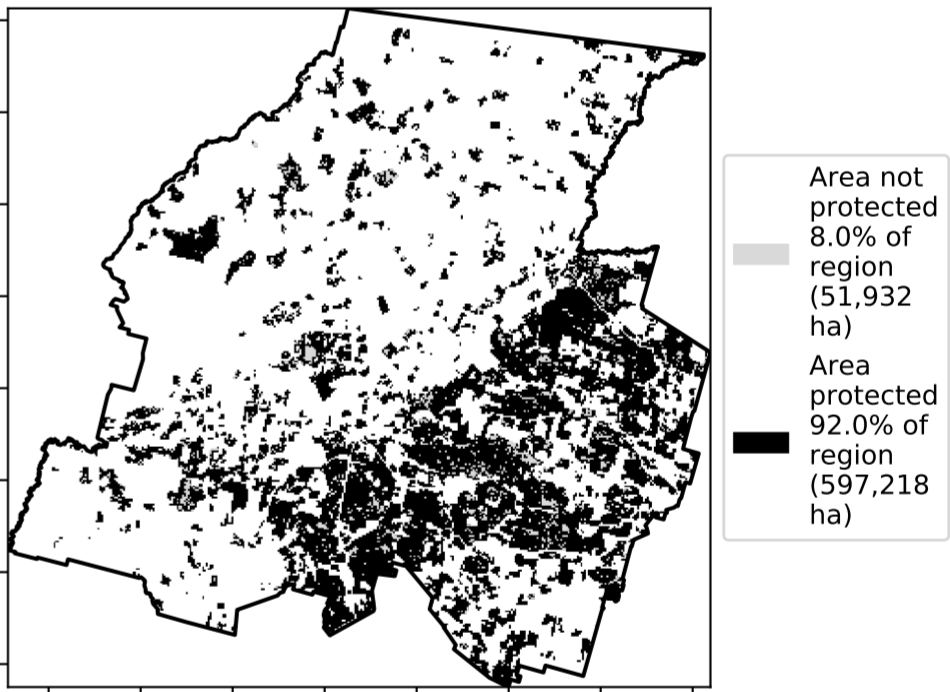 Area not
protected
8.0% of
region
(51,932
ha)
Area
protected
92.0% of
region
(597,218
ha)